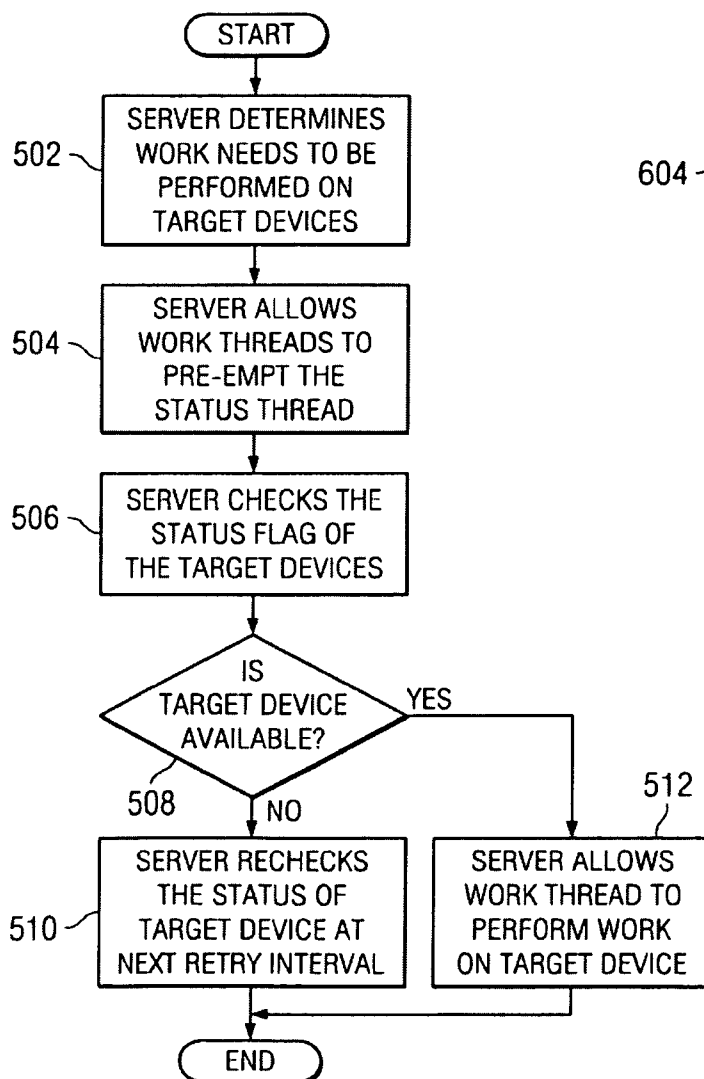 START
502
SERVER DETERMINES
WORK NEEDS TO BE
PERFORMED ON
TARGET DEVICES
604
504
SERVER ALLOWS
WORK THREADS TO
PRE-EMPT THE
STATUS THREAD
506
SERVER CHECKS THE
STATUS FLAG OF
THE TARGET DEVICES
IS
TARGET DEVICE
AVAILABLE?
YES
508
NO
512
510
SERVER RECHECKS
THE STATUS OF
TARGET DEVICE AT
NEXT RETRY INTERVAL
SERVER ALLOWS
WORK THREAD TO
PERFORM WORK
ON TARGET DEVICE
END